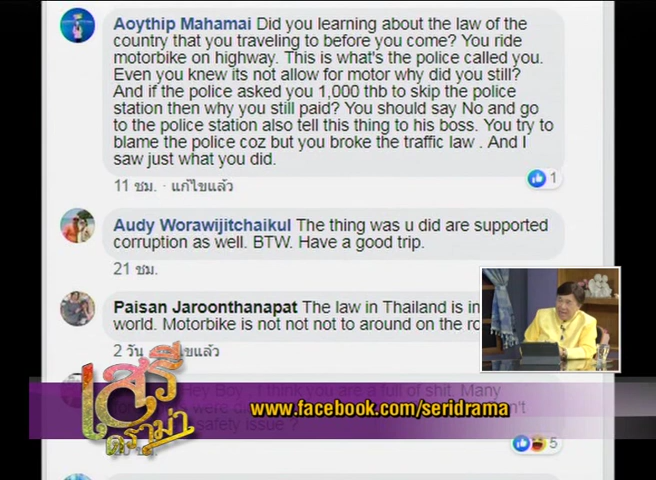 Aoythip Mahamai Did you learning about the law of the
country that you traveling to before you come? You ride
motorbike on highway. This is what's the police called you.
Even you knew its not allow for motor why did you still?
And if the police asked you 1,000 thb to skip the police
station then why you still paid? You should say No and go
to the police station also tell this thing to his boss. You try to
blame the police coz but you broke the traffic law . And I
saw just what you did.
11 ชม. · แก้ไขแล้ว
1
Audy Worawijitchaikul The thing was u did are supported
corruption as well. BTW. Have a good trip.
21 ชม.
Paisan Jaroonthanapat The law in Thailand is in
world. Motorbike is not not not to around on the ro
2 วัน · แก้ไขแล้ว
Hey Boy , I think you are a full of shit. Many
were
safety issue ?
5
เสรี
ดราม่า
www.facebook.com/seridrama